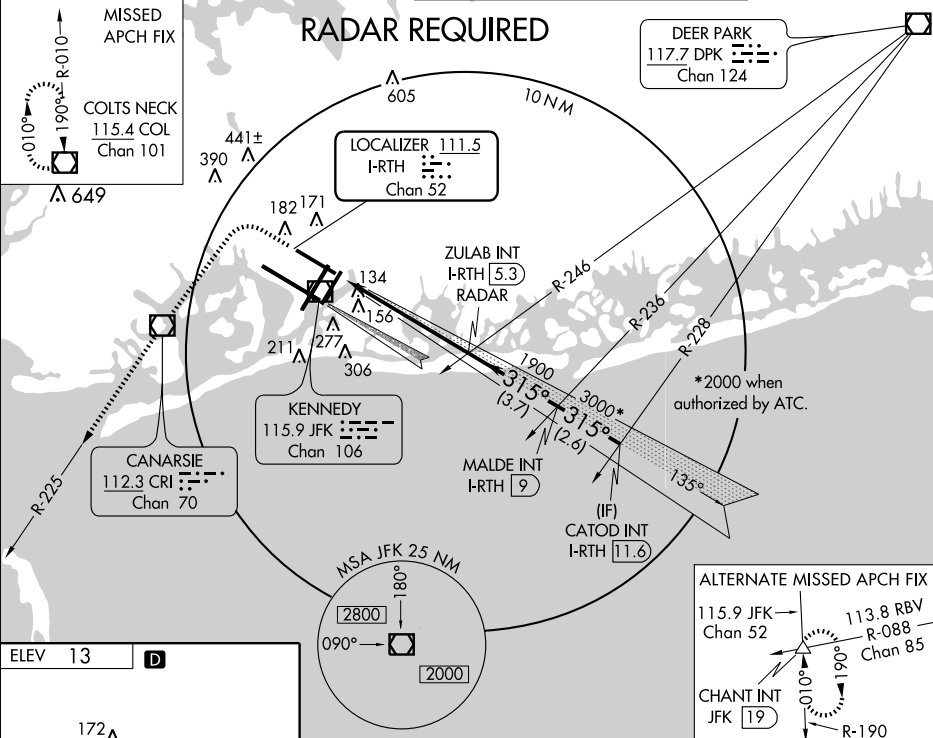 RADAR REQUIRED
MISSED
APCH FIX
R-010
190°
010°
COLTS NECK
115.4 COL
Chan 101
649
DEER PARK
117.7 DPK
Chan 124
605
10 NM
441±
390
LOCALIZER 111.5
I-RTH
Chan 52
182
171
134
156
277
211
306
ZULAB INT
I-RTH 5.3
RADAR
R-246
R-236
R-228
1900
3000*
*2000 when
authorized by ATC.
315°
(3.7)
315°
(2.6)
135°
KENNEDY
115.9 JFK
Chan 106
MALDE INT
I-RTH 9
(IF)
CATOD INT
I-RTH 11.6
CANARSIE
112.3 CRI
Chan 70
R-225
MSA JFK 25 NM
180°
2800
090°
2000
ELEV 13
D
172
ALTERNATE MISSED APCH FIX
115.9 JFK
Chan 52
113.8 RBV
R-088
Chan 85
190°
010°
CHANT INT
JFK 19
R-190